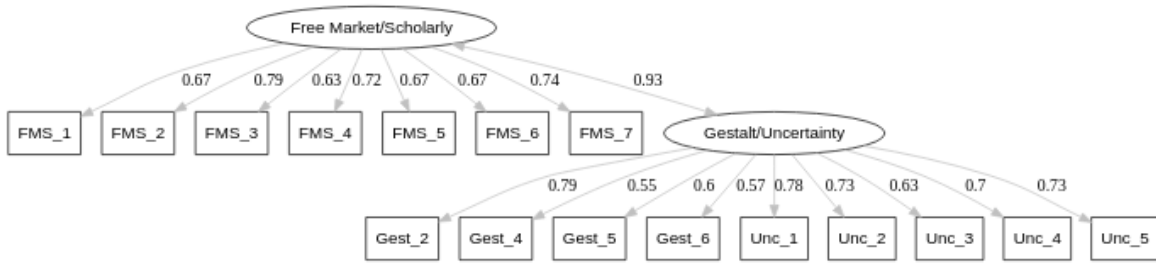 Free Market/Scholarly
0.67 0.79 0.63 0.72 0.67 0.67 0.74 0.93
FMS_1 FMS_2 FMS_3 FMS_4 FMS_5 FMS_6 FMS_7 Gestalt/Uncertainty
0.79 0.55 0.6 0.57 0.78 0.73 0.63 0.7 0.73
Gest_2 Gest_4 Gest_5 Gest_6 Unc_1 Unc_2 Unc_3 Unc_4 Unc_5